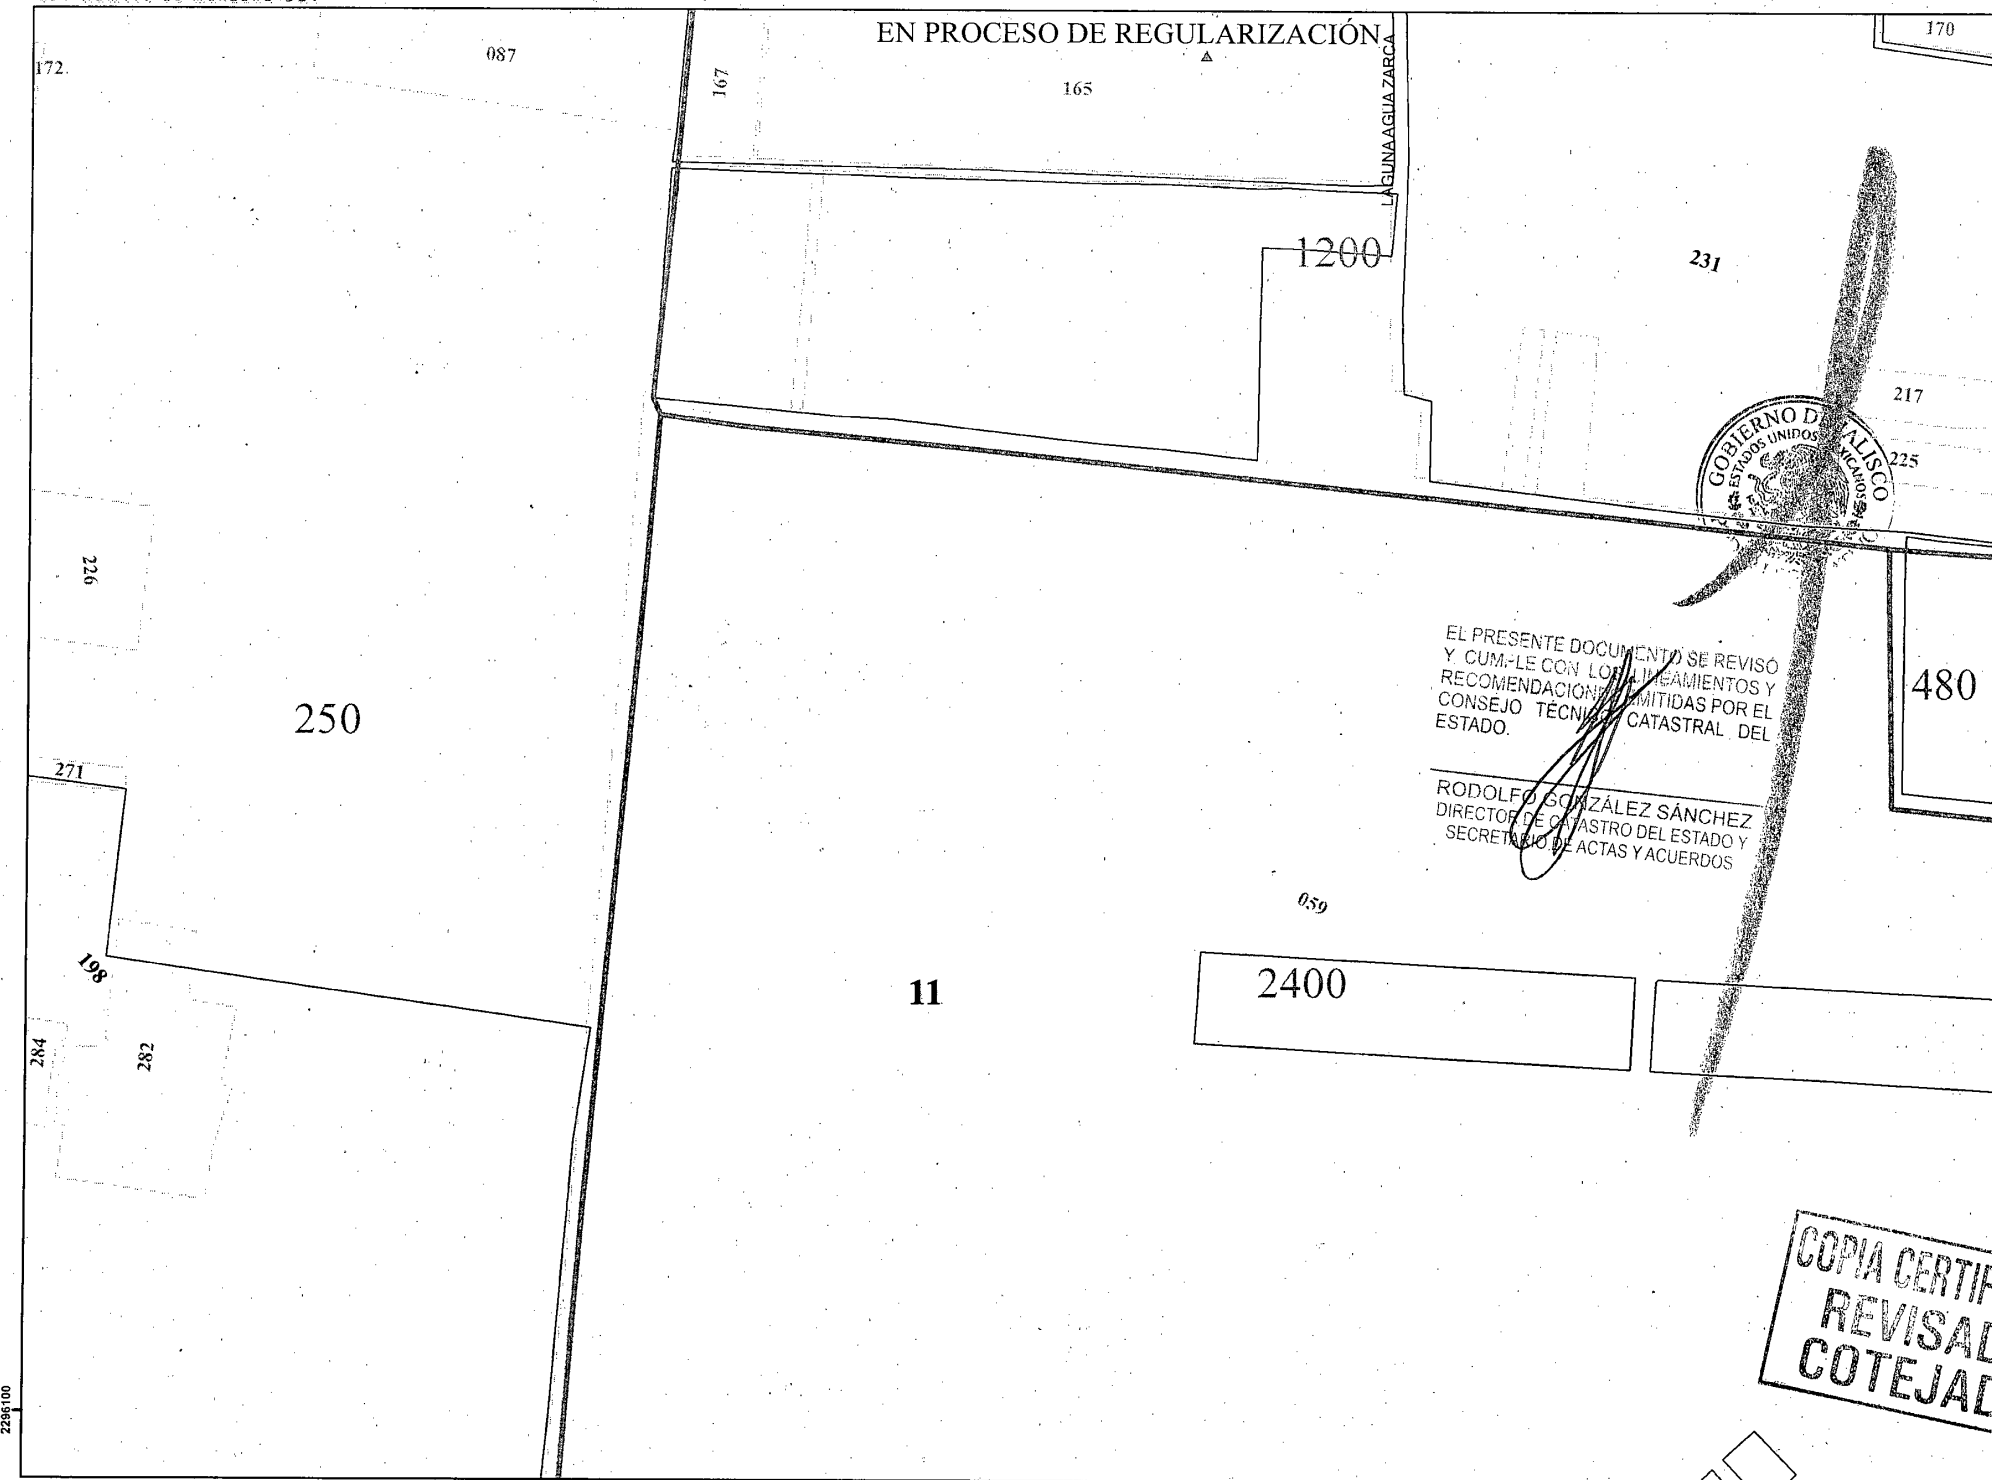 EN PROCESO DE REGULARIZACIÓN
170
087
172
167
165
LAGUNA AGUA ZARCA
1200
231
217
GOBIERNO DE JALISCO
ESTADOS UNIDOS MEXICANOS
225
226
EL PRESENTE DOCUMENTO SE REVISÓ
Y CUMPLE CON LOS LINEAMIENTOS Y
RECOMENDACIONES EMITIDAS POR EL
CONSEJO TÉCNICO CATASTRAL DEL
ESTADO.
480
250
271
RODOLFO GONZÁLEZ SÁNCHEZ
DIRECTOR DE CATASTRO DEL ESTADO Y
SECRETARIO DE ACTAS Y ACUERDOS
059
198
11
2400
284
282
COPIA CERTIF
REVISAD
COTEJAD
2296100